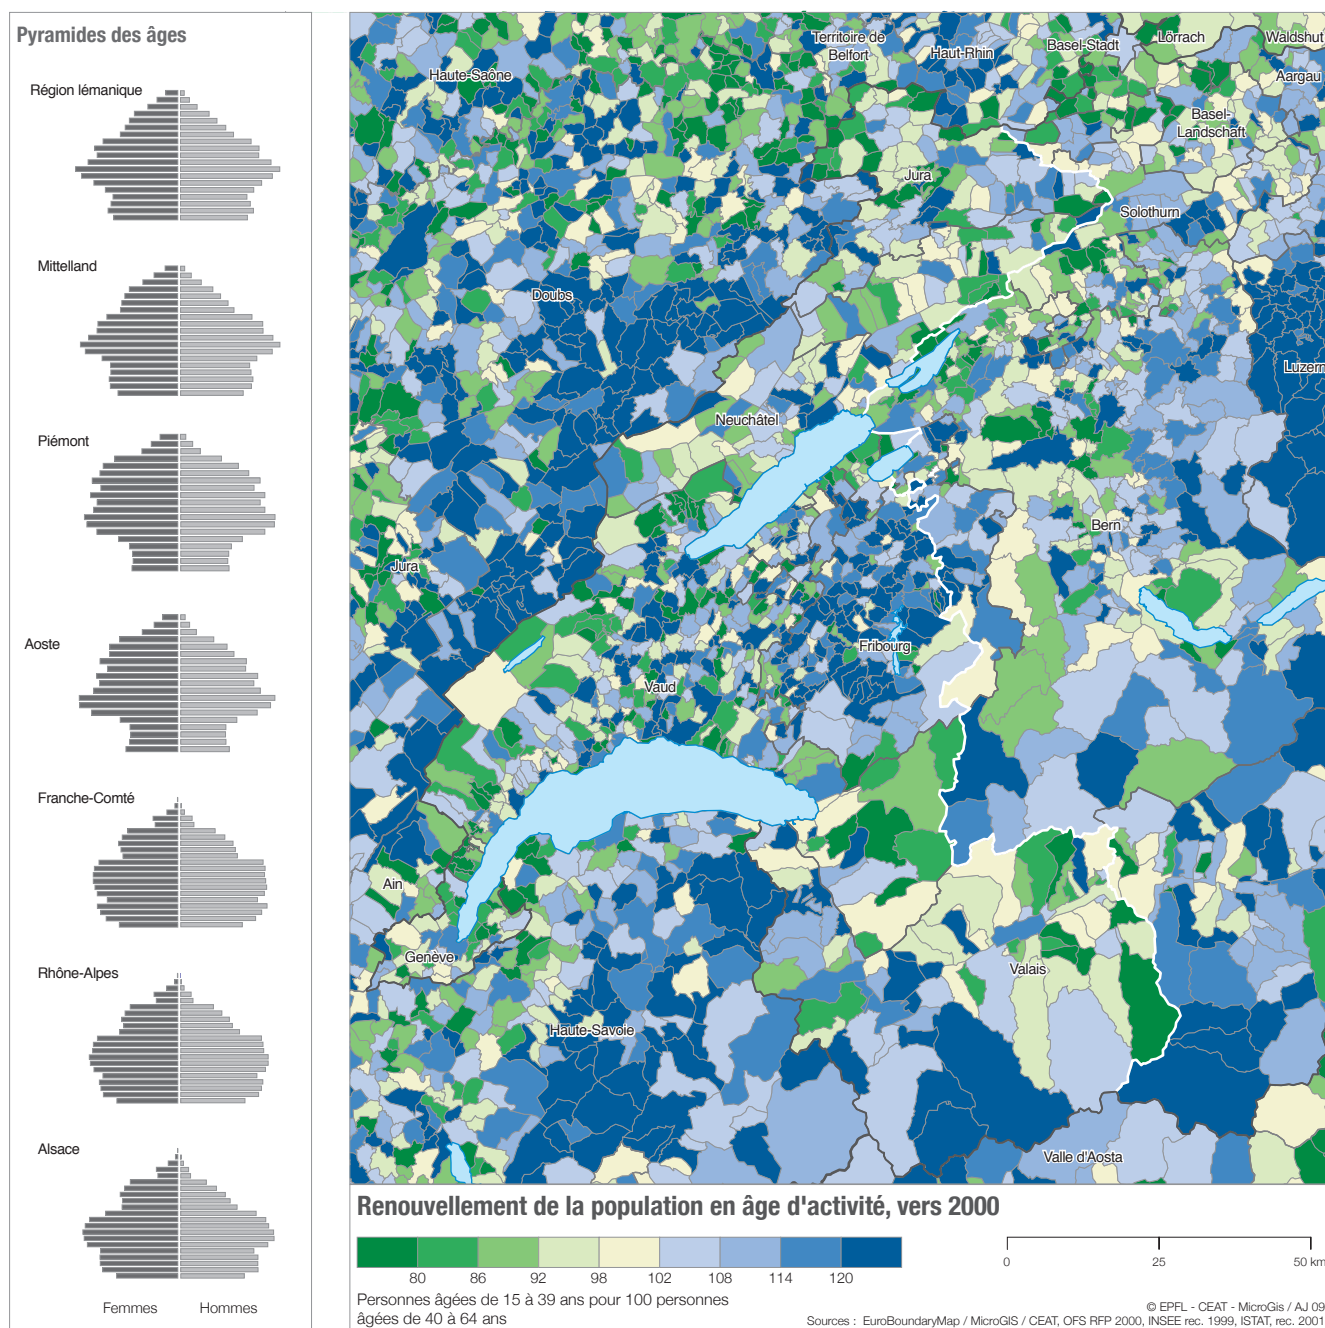 Pyramides des âges
Région lémanique
Mittelland
Piémont
Aoste
Franche-Comté
Rhône-Alpes
Alsace
Femmes
Hommes
Territoire de
Belfort
Haut-Rhin
Basel-Stadt
Lörrach
Waldshut
Haute-Saône
Aargau
Basel-
Landschaft
Jura
Solothurn
Doubs
Luzern
Neuchâtel
Bern
Jura
Fribourg
Vaud
Ain
Genève
Valais
Haute-Savoie
Valle d'Aosta
Renouvellement de la population en âge d'activité, vers 2000
80 86 92 98 102 108 114 120
0 25 50 km
Personnes âgées de 15 à 39 ans pour 100 personnes
âgées de 40 à 64 ans
© EPFL - CEAT - MicroGis / AJ 09
Sources : EuroBoundaryMap / MicroGIS / CEAT, OFS RFP 2000, INSEE rec. 1999, ISTAT, rec. 2001